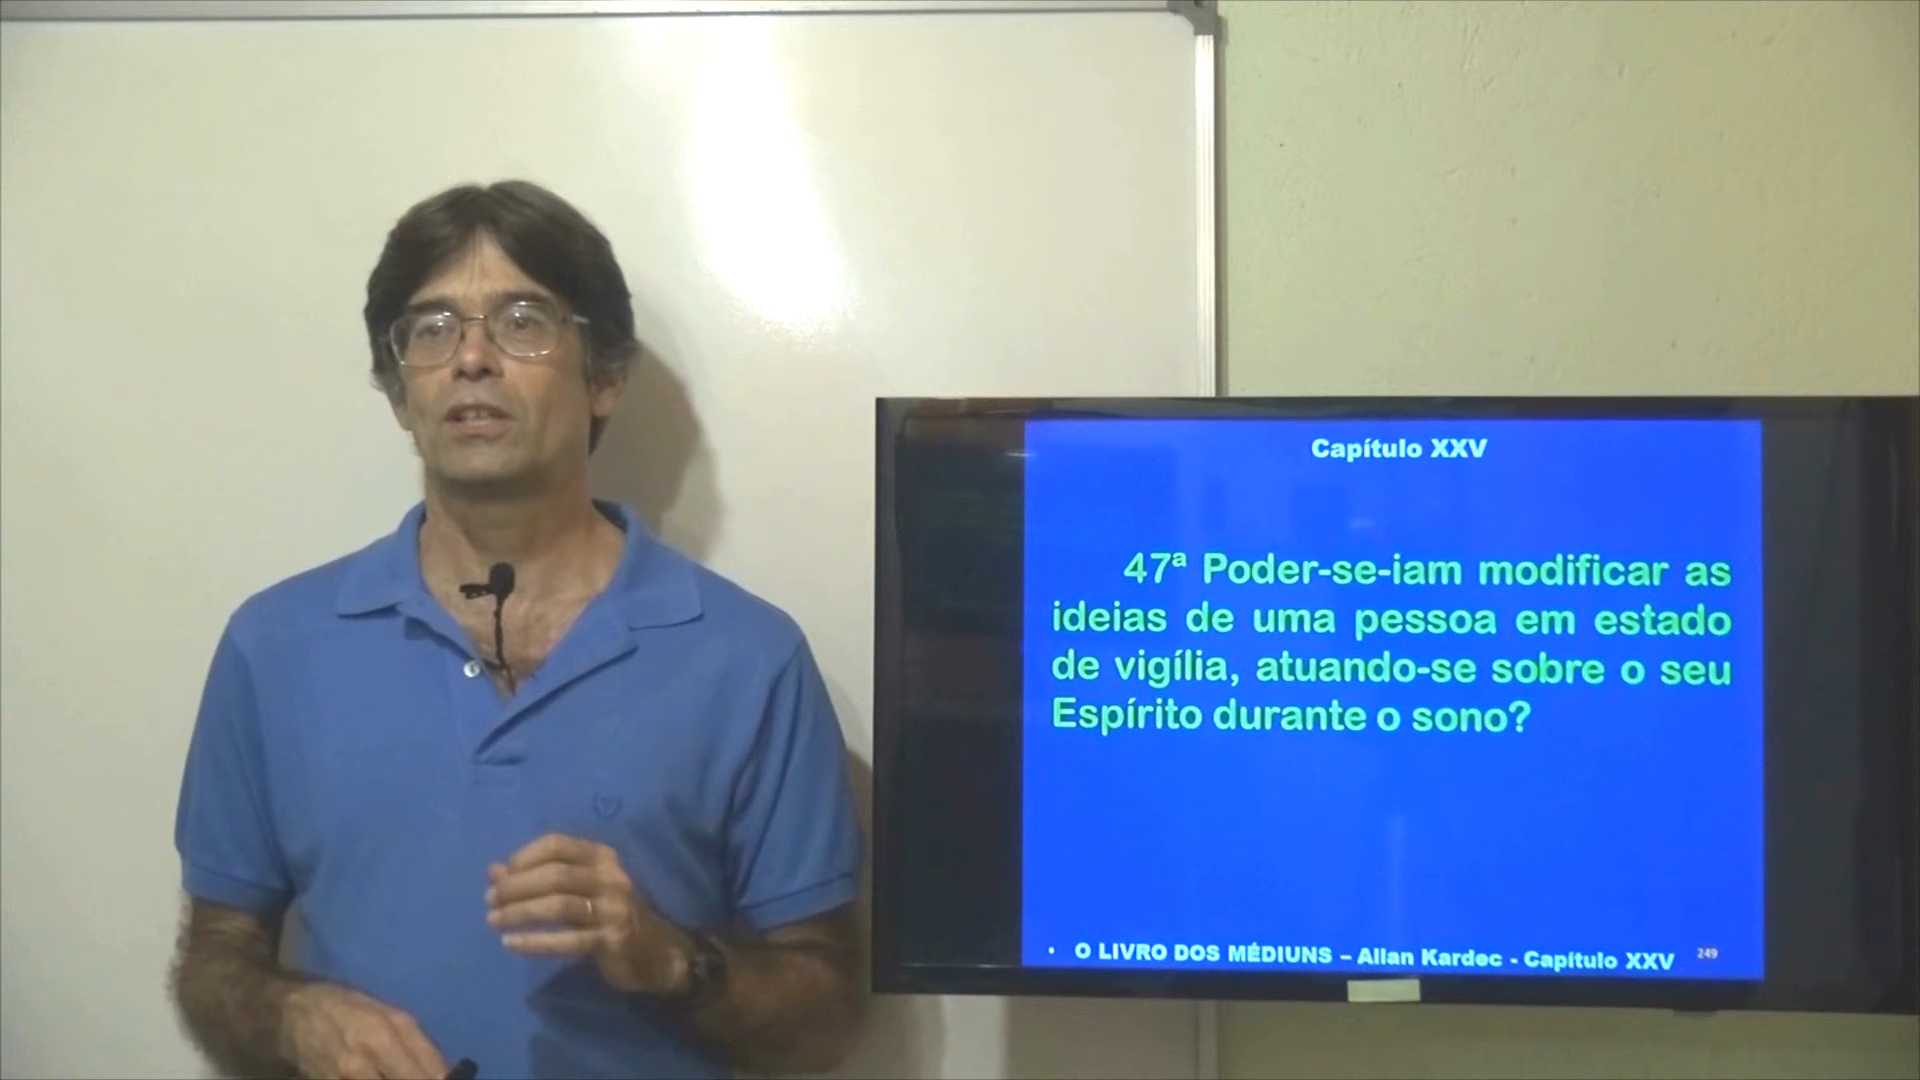 Capítulo XXV
47ª Poder-se-iam modificar as
ideias de uma pessoa em estado
de vigília, atuando-se sobre o seu
Espírito durante o sono?
• O LIVRO DOS MÉDIUNS – Allan Kardec - Capítulo XXV 249